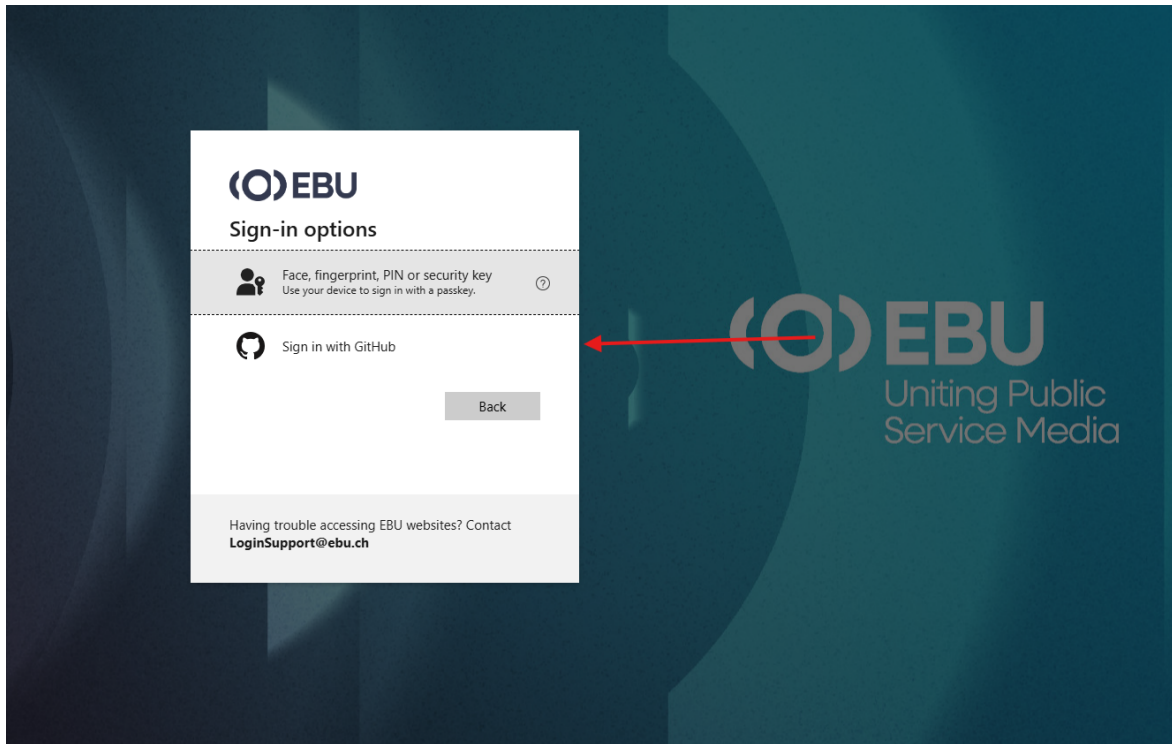 (O) EBU
Sign-in options
Face, fingerprint, PIN or security key
Use your device to sign in with a passkey.
?
Sign in with GitHub
Back
Having trouble accessing EBU websites? Contact
LoginSupport@ebu.ch
(O) EBU
Uniting Public
Service Media